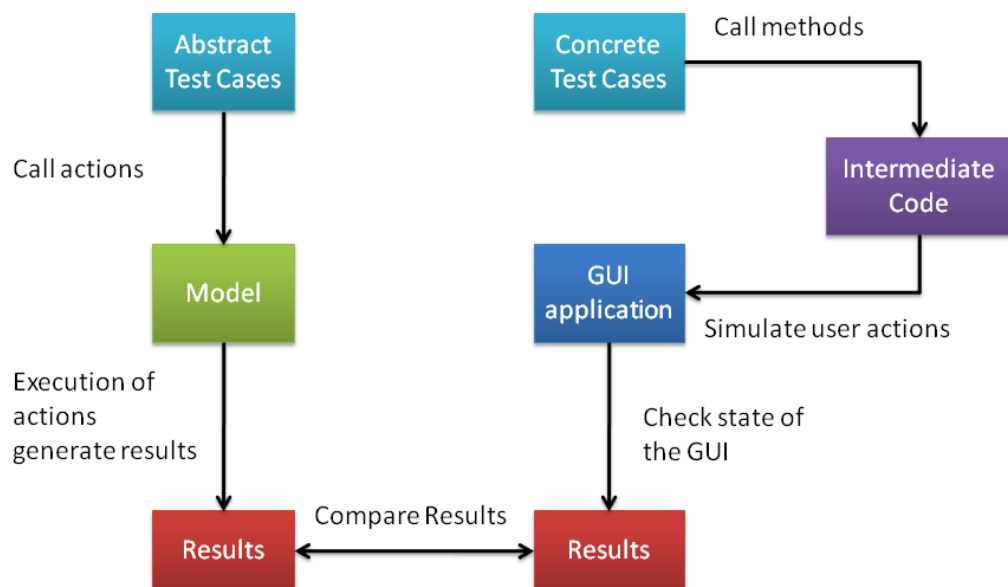 Abstract
Test Cases
Concrete
Test Cases
Call methods
Call actions
Intermediate
Code
Model
GUI
application
Simulate user actions
Execution of
actions
generate results
Check state of
the GUI
Results
Compare Results
Results